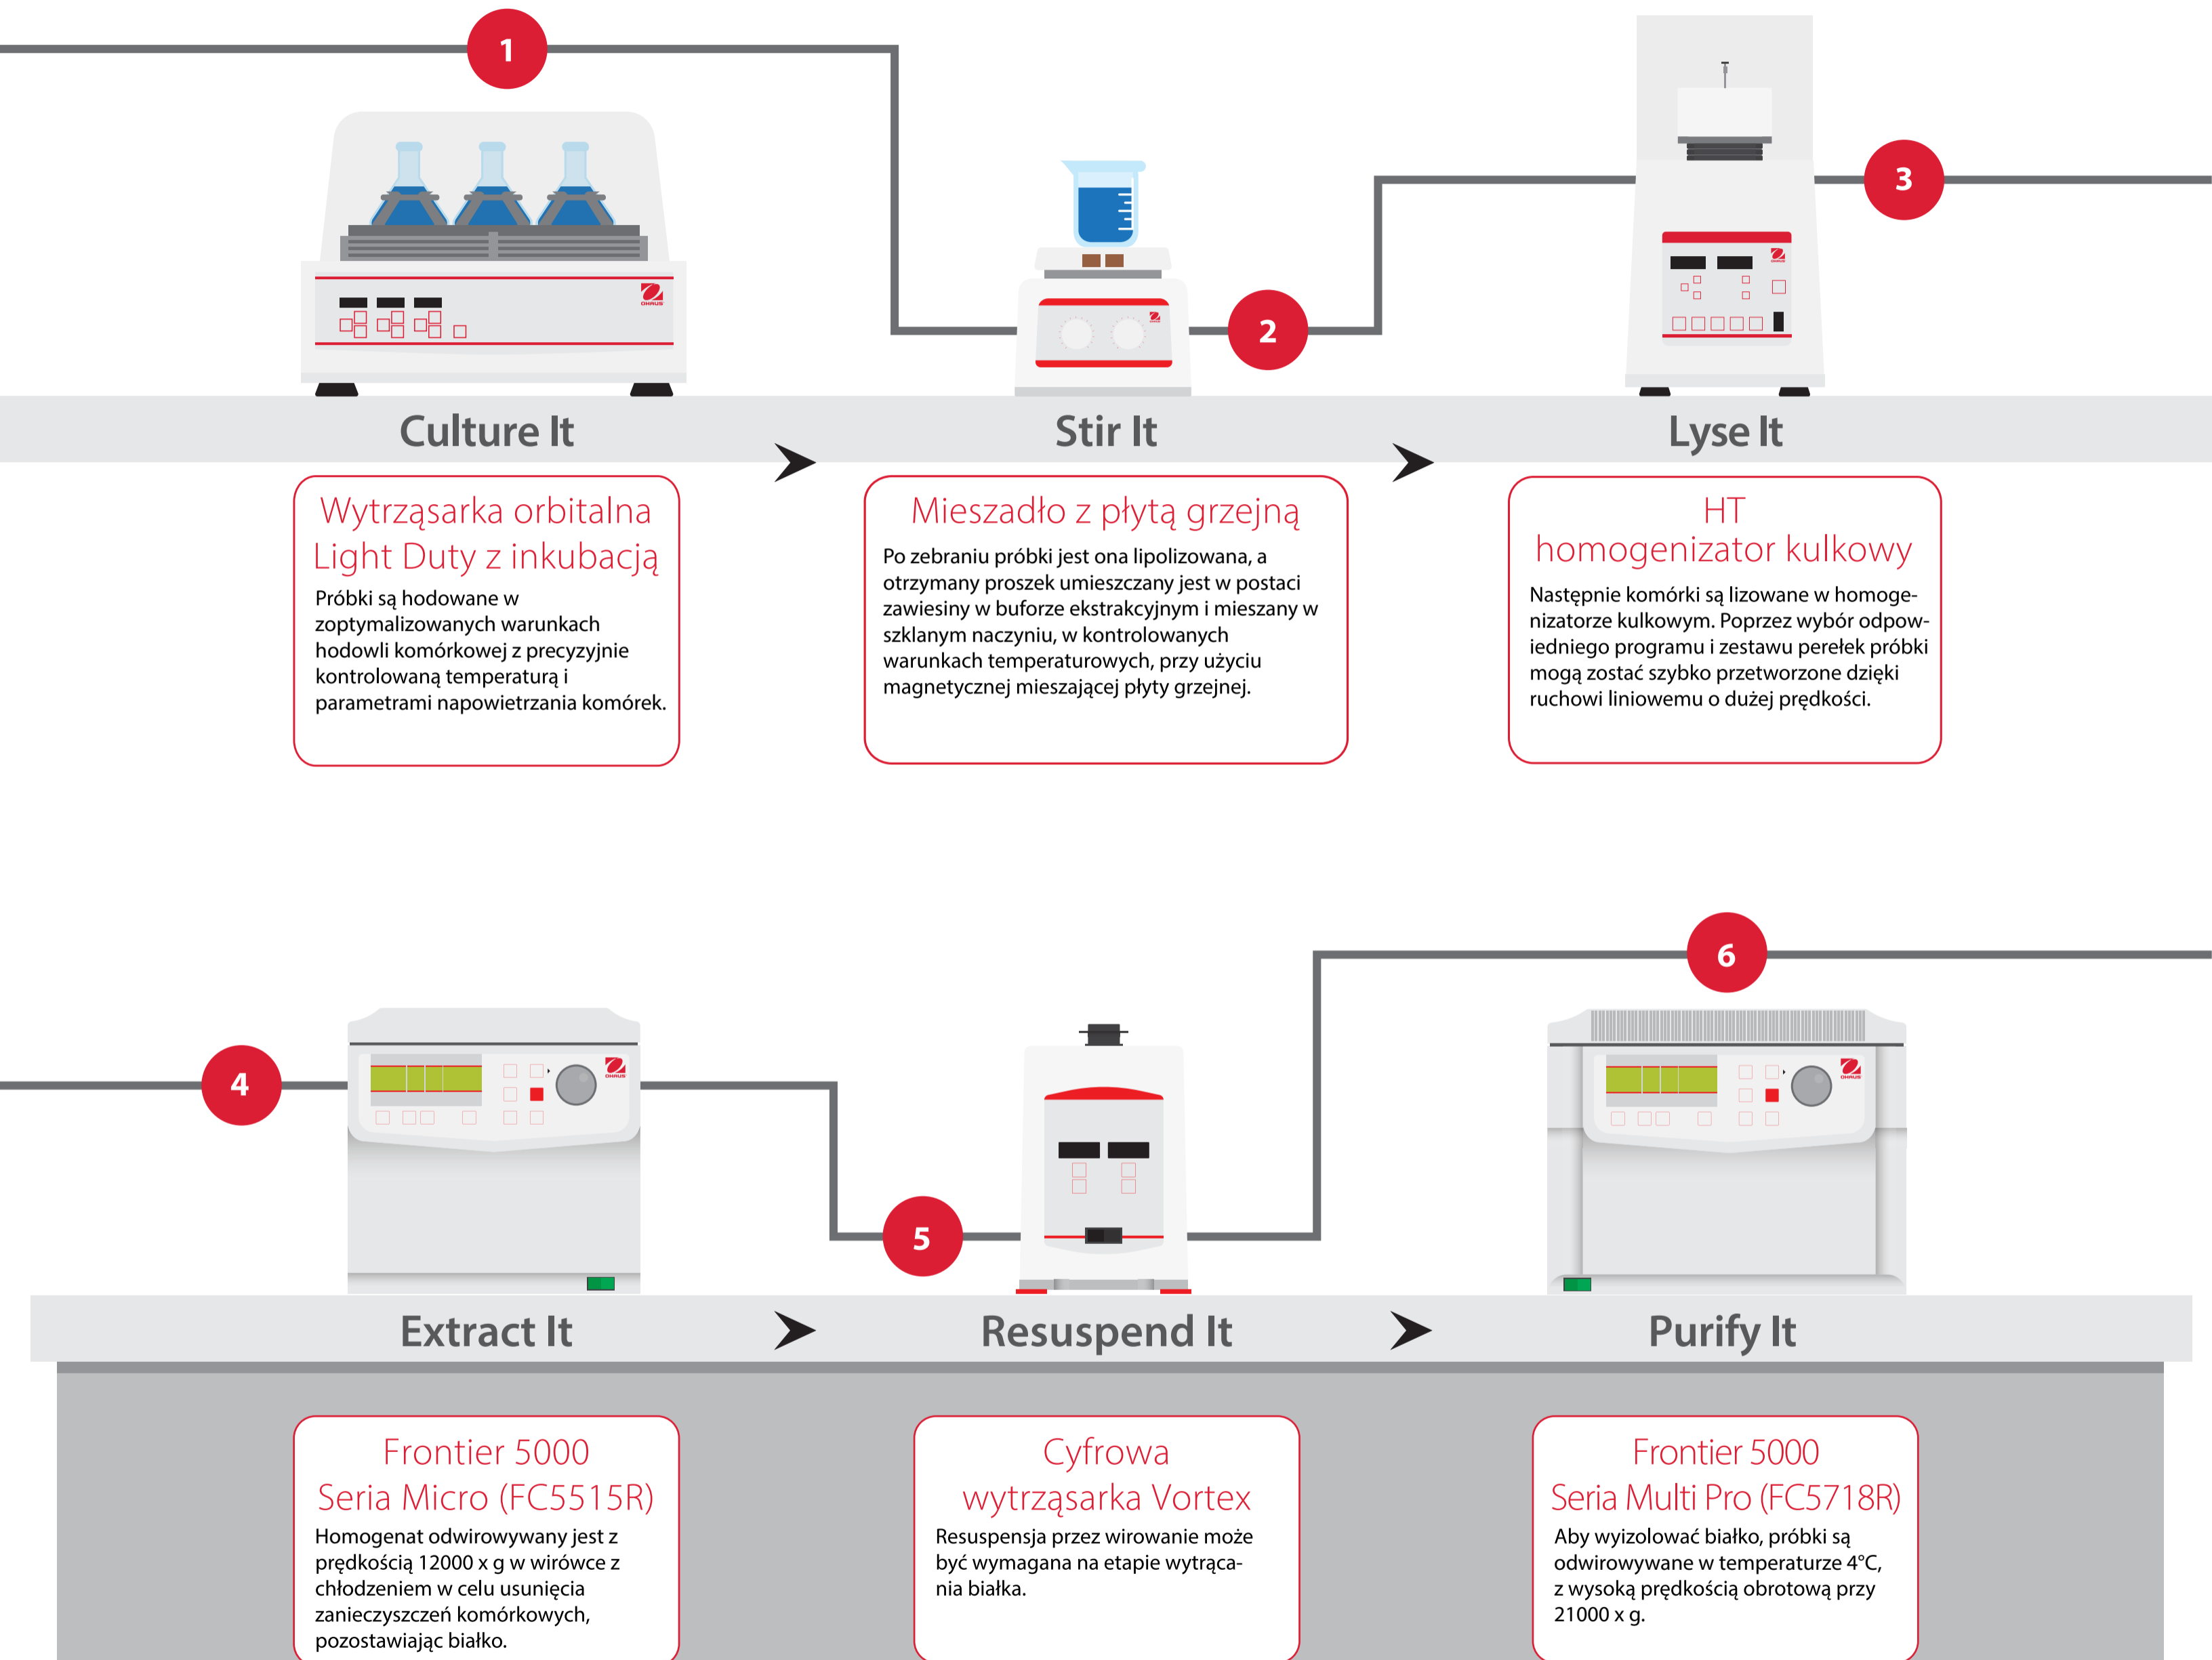 1
OHAUS
Culture It
Wytrząsarka orbitalna
Light Duty z inkubacją
Próbki są hodowane w
zoptymalizowanych warunkach
hodowli komórkowej z precyzyjnie
kontrolowaną temperaturą i
parametrami napowietrzania komórek.
2
Stir It
Mieszadło z płytą grzejną
Po zebraniu próbki jest ona lipolizowana, a
otrzymany proszek umieszczany jest w postaci
zawiesiny w buforze ekstrakcyjnym i mieszany w
szklanym naczyniu, w kontrolowanych
warunkach temperaturowych, przy użyciu
magnetycznej mieszającej płyty grzejnej.
3
Lyse It
HT
homogenizator kulkowy
Następnie komórki są lizowane w homoge-
nizatorze kulkowym. Poprzez wybór odpow-
iedniego programu i zestawu perełek próbki
mogą zostać szybko przetworzone dzięki
ruchowi liniowemu o dużej prędkości.
4
OHAUS
Extract It
Frontier 5000
Seria Micro (FC5515R)
Homogenat odwirowywany jest z
prędkością 12000 x g w wirówce z
chłodzeniem w celu usunięcia
zanieczyszczeń komórkowych,
pozostawiając białko.
5
Resuspend It
Cyfrowa
wytrząsarka Vortex
Resuspensja przez wirowanie może
być wymagana na etapie wytrąca-
nia białka.
6
OHAUS
Purify It
Frontier 5000
Seria Multi Pro (FC5718R)
Aby wyizolować białko, próbki są
odwirowywane w temperaturze 4°C,
z wysoką prędkością obrotową przy
21000 x g.